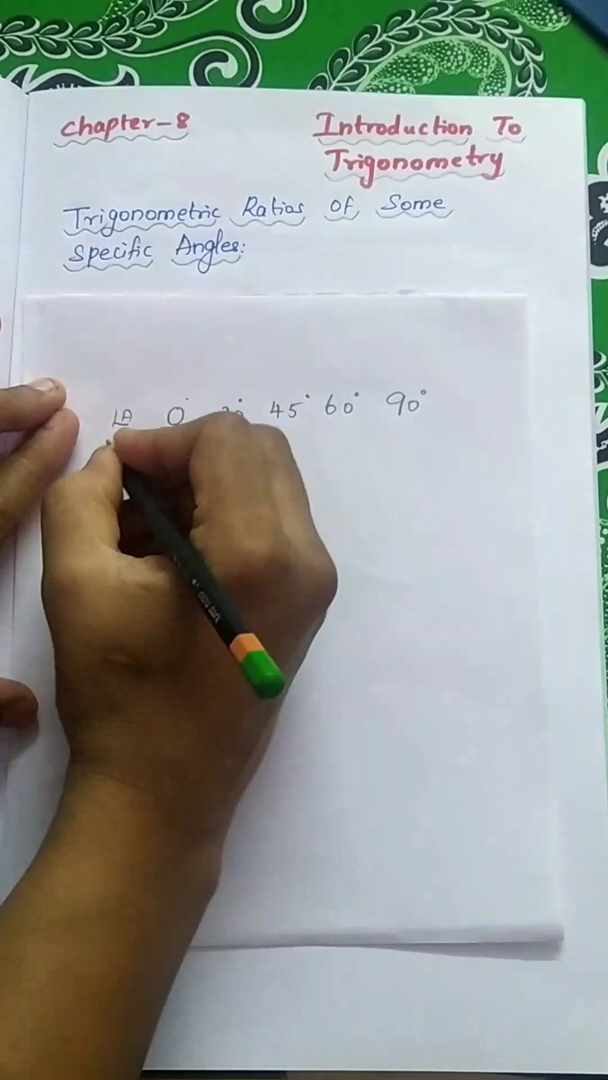 Chapter-8
Introduction To
Trigonometry
Trigonometric Ratios Of Some
Specific Angles:
∠A 0° 45° 60° 90°